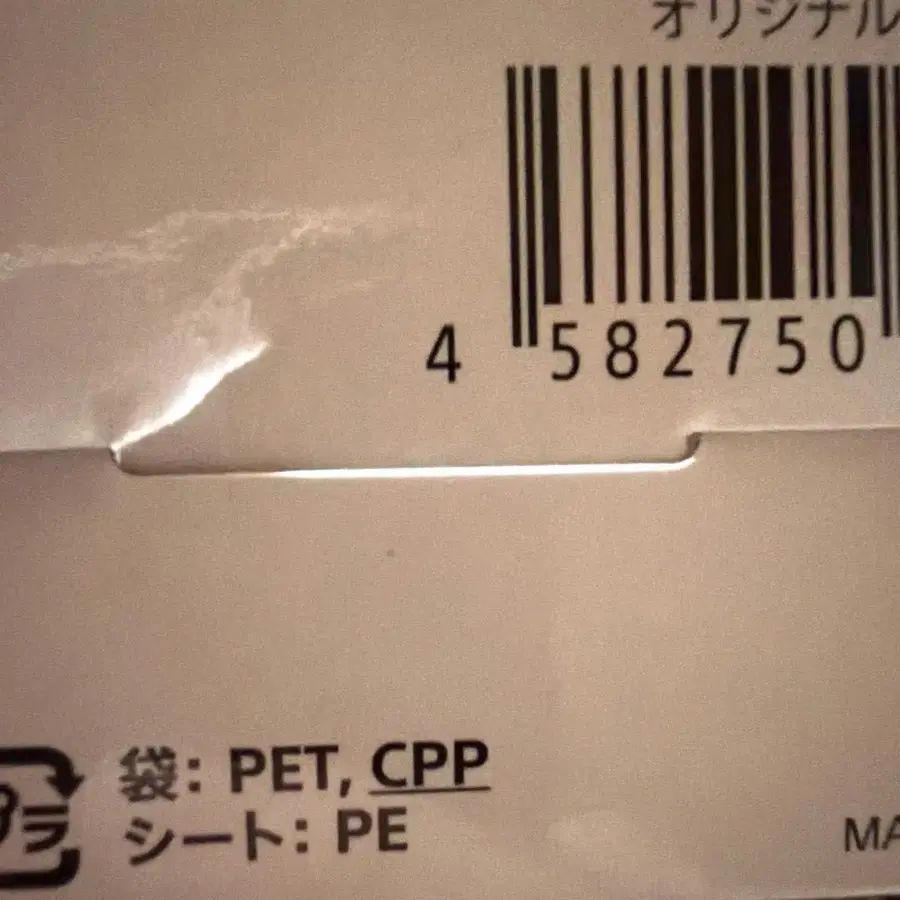 オリジナル
4 582750
袋: PET, CPP
プラ
シート: PE
MA